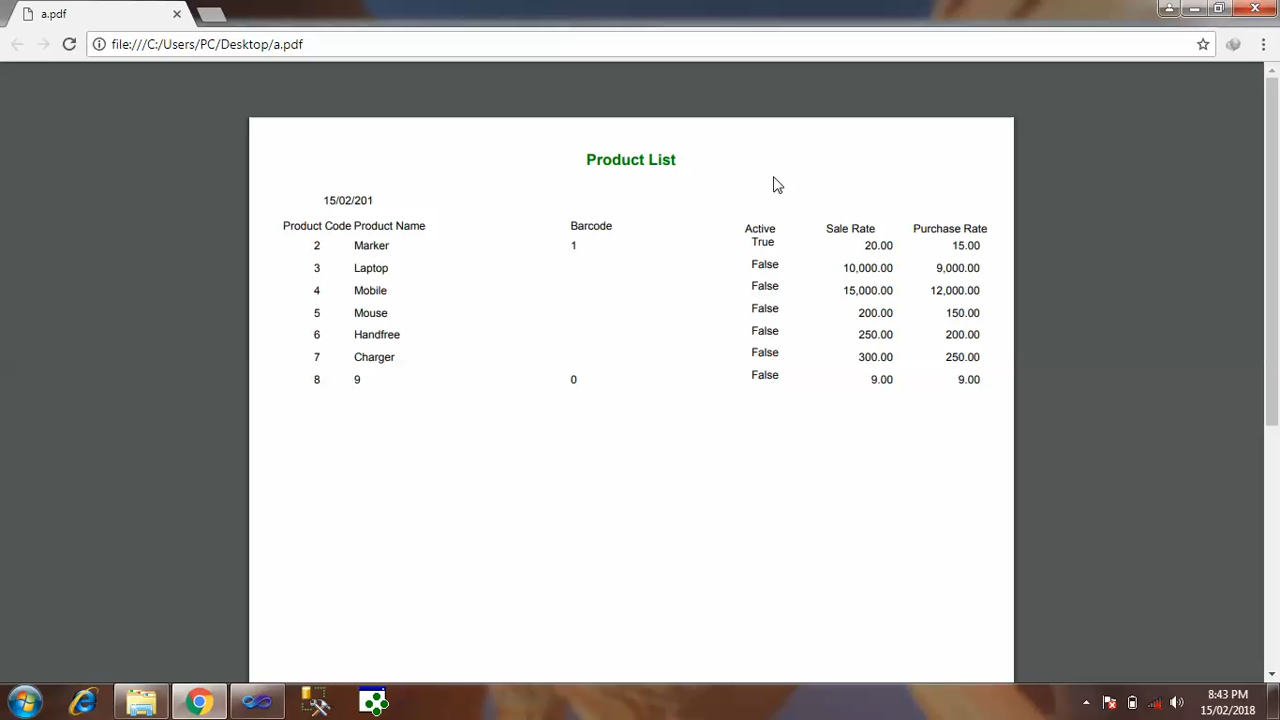 a.pdf
file:///C:/Users/PC/Desktop/a.pdf
Product List
15/02/201
Product Code Product Name Barcode Active Sale Rate Purchase Rate
2 Marker 1 True 20.00 15.00
3 Laptop False 10,000.00 9,000.00
4 Mobile False 15,000.00 12,000.00
5 Mouse False 200.00 150.00
6 Handfree False 250.00 200.00
7 Charger False 300.00 250.00
8 9 0 False 9.00 9.00
8:43 PM
15/02/2018